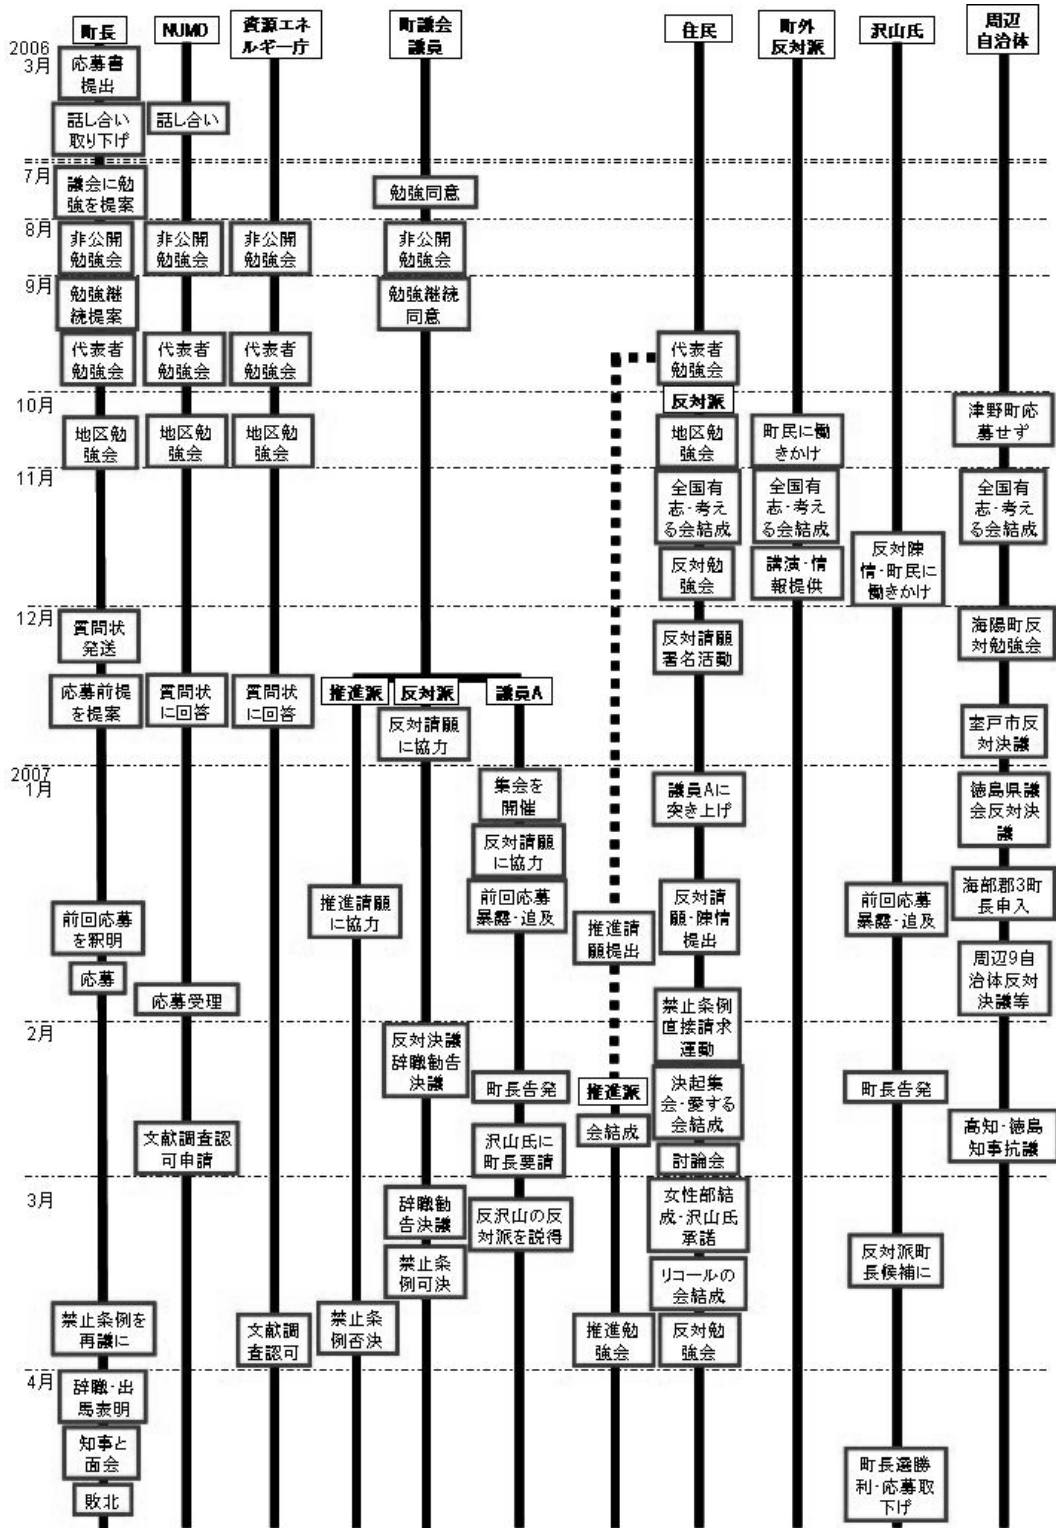 町長
NUMO
資源エネ
ルギー庁
町議会
議員
住民
町外
反対派
沢山氏
周辺
自治体
2006
3月
応募書
提出
話し合い
取り下げ
話し合い
7月
議会に勉
強を提案
勉強同意
8月
非公開
勉強会
非公開
勉強会
非公開
勉強会
非公開
勉強会
9月
勉強継
続提案
勉強継続
同意
代表者
勉強会
代表者
勉強会
代表者
勉強会
代表者
勉強会
10月
反対派
津野町応
募せず
地区勉
強会
地区勉
強会
地区勉
強会
地区勉
強会
町民に働
きかけ
11月
全国有
志・考え
る会結成
全国有
志・考え
る会結成
全国有
志・考え
る会結成
反対勉
強会
講演・情
報提供
反対陳
情・町民に
働きかけ
12月
質問状
発送
反対請願
署名活動
海陽町反
対勉強会
応募前提
を提案
質問状
に回答
質問状
に回答
推進派
反対派
議員A
反対請願
に協力
室戸市反
対決議
2007
1月
集会を
開催
議員Aに
突き上げ
徳島県議
会反対決
議
反対請願
に協力
推進請願
に協力
前回応募
暴露・追及
反対請
願・陳情
提出
前回応募
暴露・追及
海部郡3町
長申入
前回応募
を釈明
推進請
願提出
応募
応募受理
周辺9自
治体反対
決議等
禁止条例
直接請求
運動
2月
反対決議
辞職勧告
決議
町長告発
推進派
決起集
会・愛する
会結成
町長告発
会結成
文献調査認
可申請
沢山氏に
町長要請
討論会
高知・徳島
知事抗議
3月
辞職勧
告決議
反沢山の反
対派を説得
女性部結
成・沢山氏
承諾
禁止条
例可決
リコールの
会結成
反対派町
長候補に
禁止条例を
再議に
文献調
査認可
禁止条
例否決
推進勉
強会
反対勉
強会
4月
辞職・出
馬表明
知事と
面会
敗北
町長選勝
利・応募取
下げ